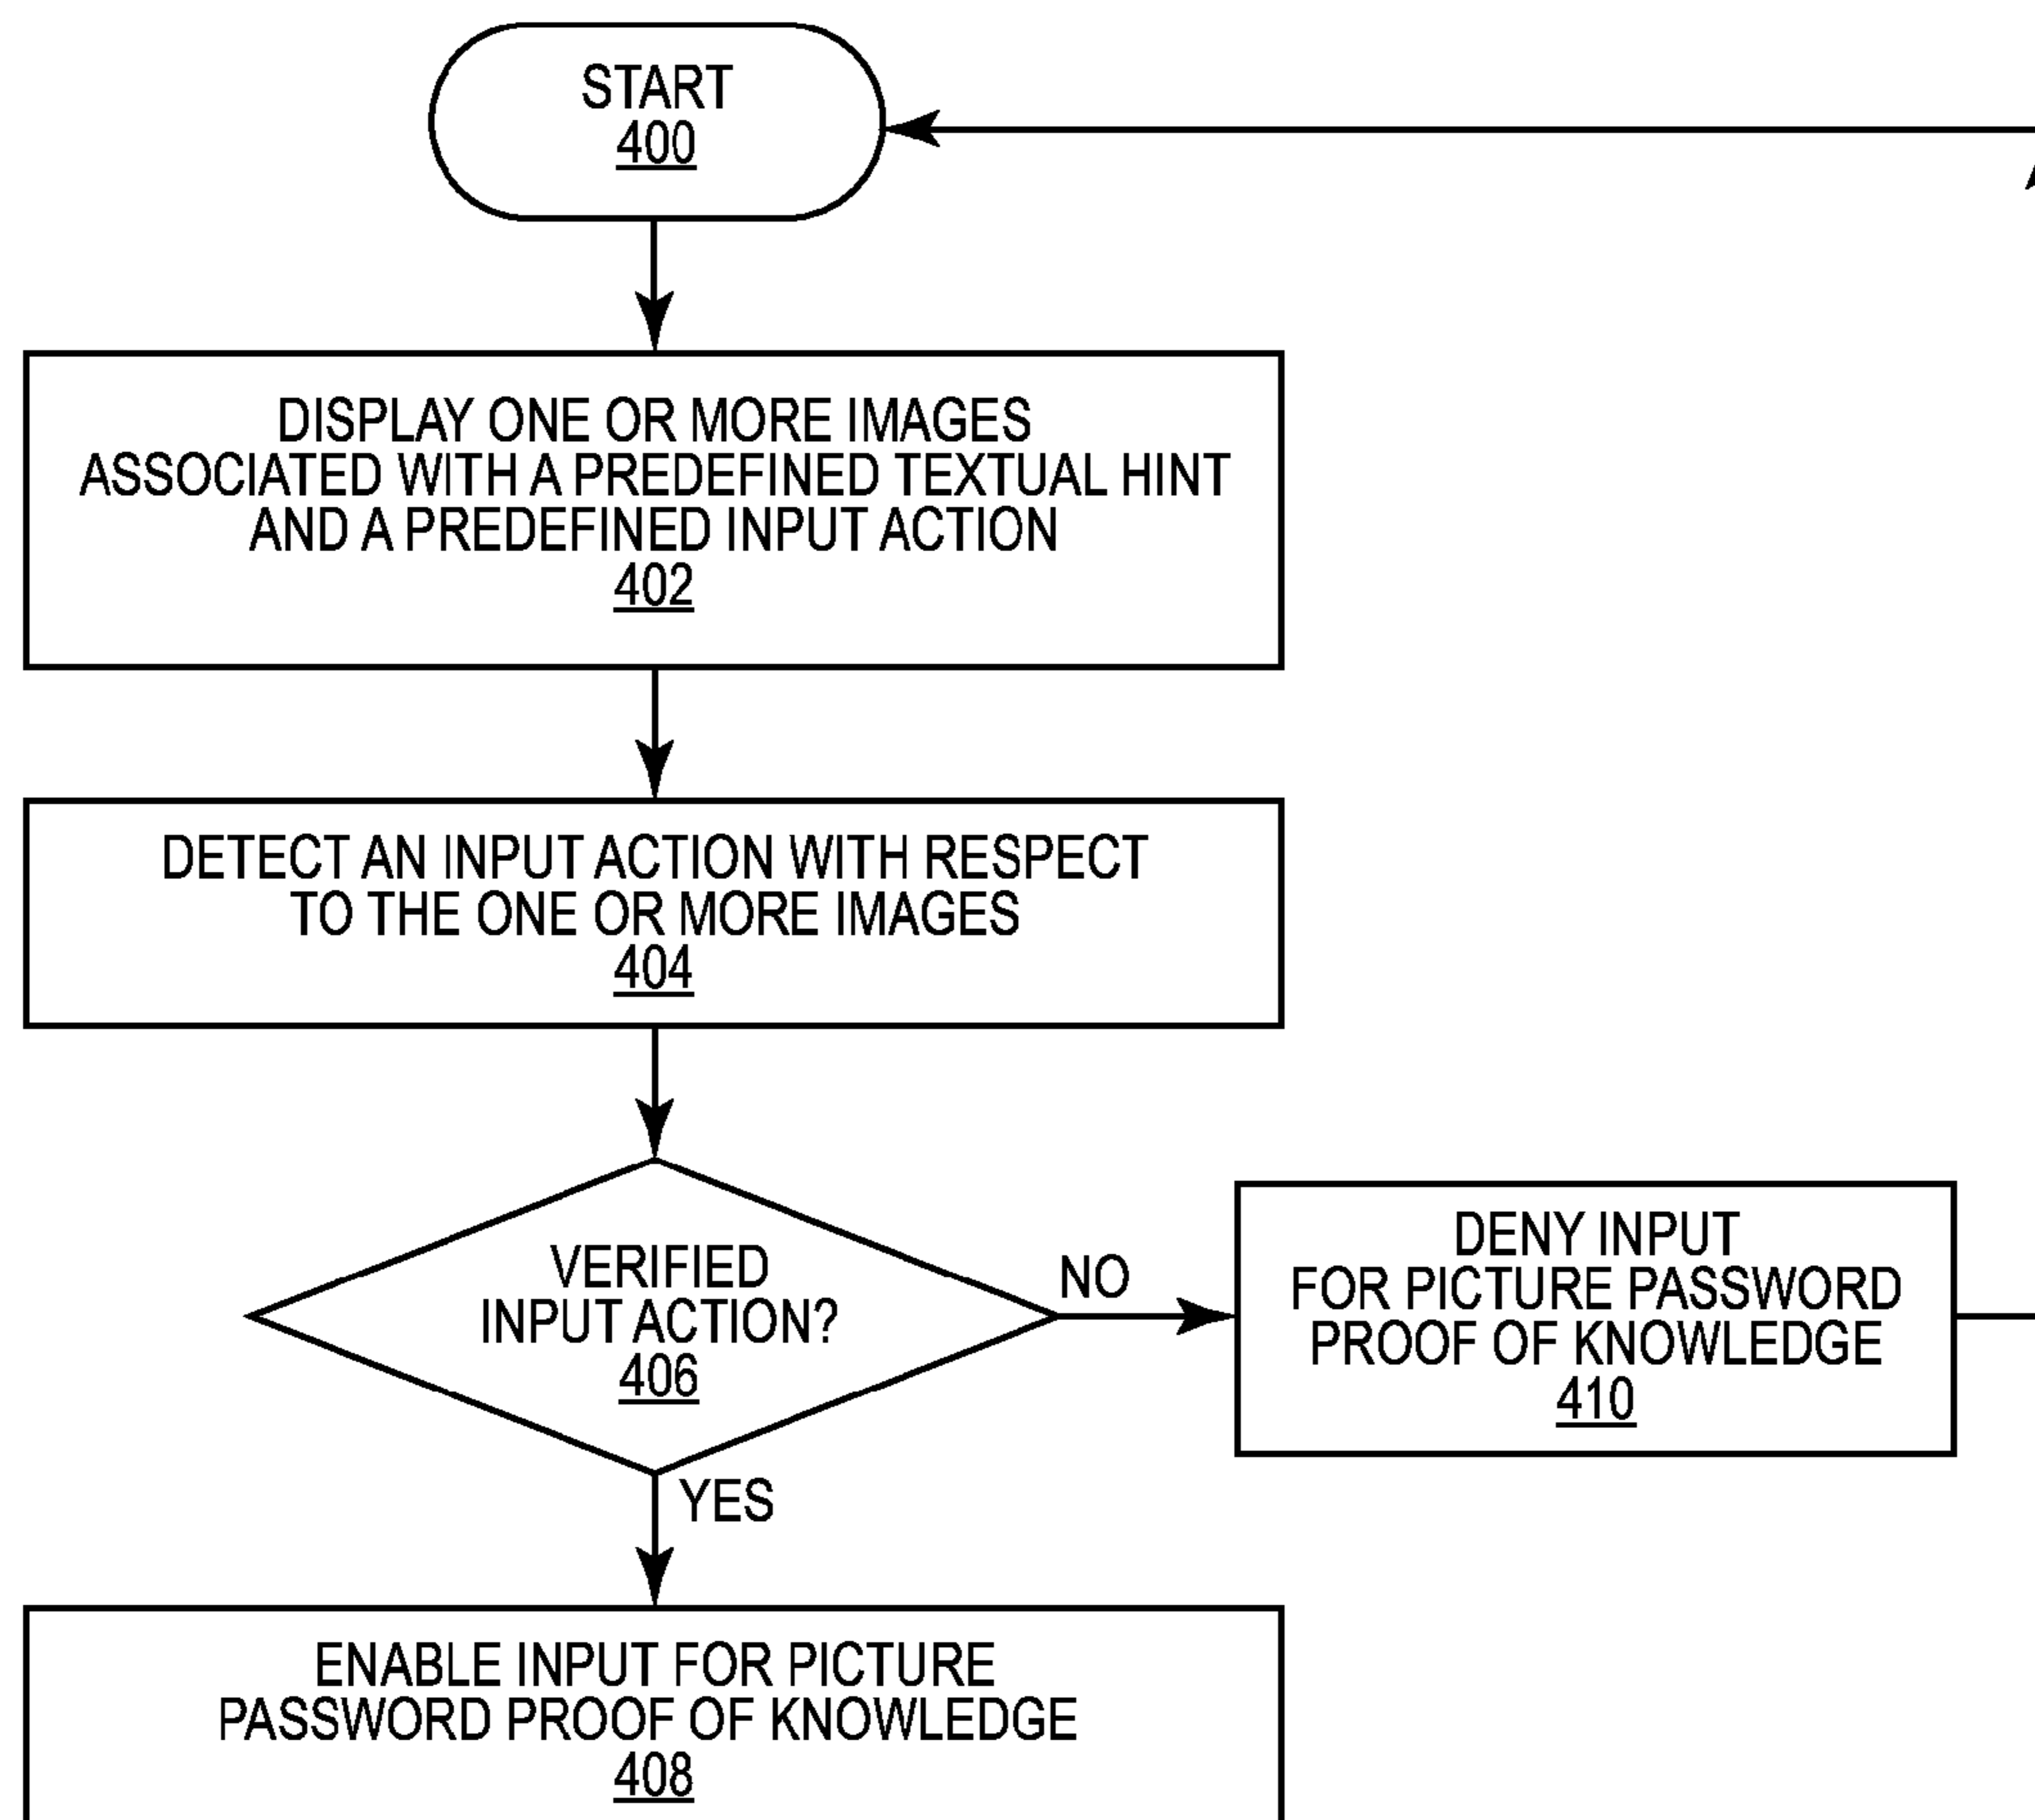 START
400
DISPLAY ONE OR MORE IMAGES
ASSOCIATED WITH A PREDEFINED TEXTUAL HINT
AND A PREDEFINED INPUT ACTION
402
DETECT AN INPUT ACTION WITH RESPECT
TO THE ONE OR MORE IMAGES
404
VERIFIED
INPUT ACTION?
406
NO
DENY INPUT
FOR PICTURE PASSWORD
PROOF OF KNOWLEDGE
410
YES
ENABLE INPUT FOR PICTURE
PASSWORD PROOF OF KNOWLEDGE
408